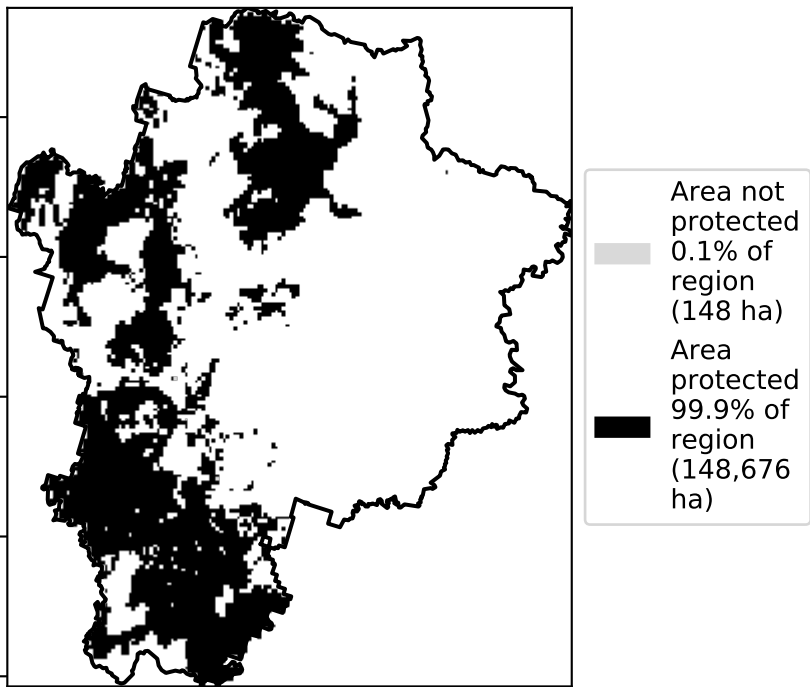 Area not
protected
0.1% of
region
(148 ha)
Area
protected
99.9% of
region
(148,676
ha)